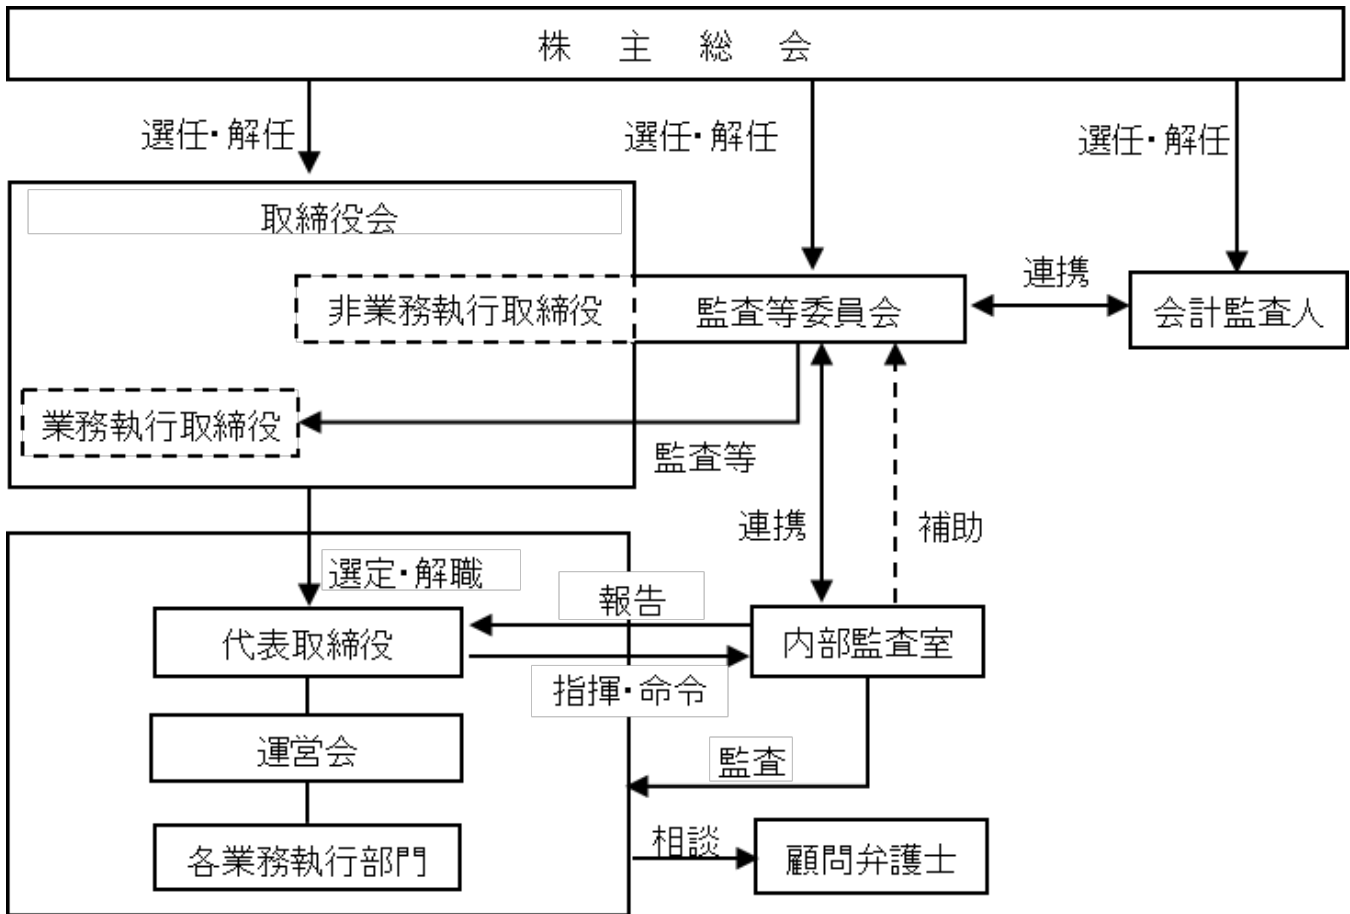 株 主 総 会
選任・解任
選任・解任
選任・解任
取締役会
連携
非業務執行取締役
監査等委員会
会計監査人
業務執行取締役
監査等
連携
補助
選定・解職
報告
代表取締役
内部監査室
指揮・命令
運営会
監査
相談
各業務執行部門
顧問弁護士